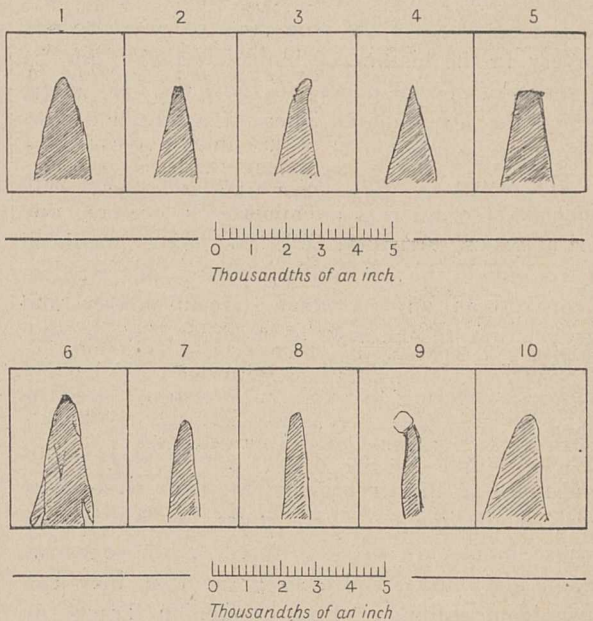 1 2 3 4 5
0 1 2 3 4 5
Thousandths of an inch.
6 7 8 9 10
0 1 2 3 4 5
Thousandths of an inch